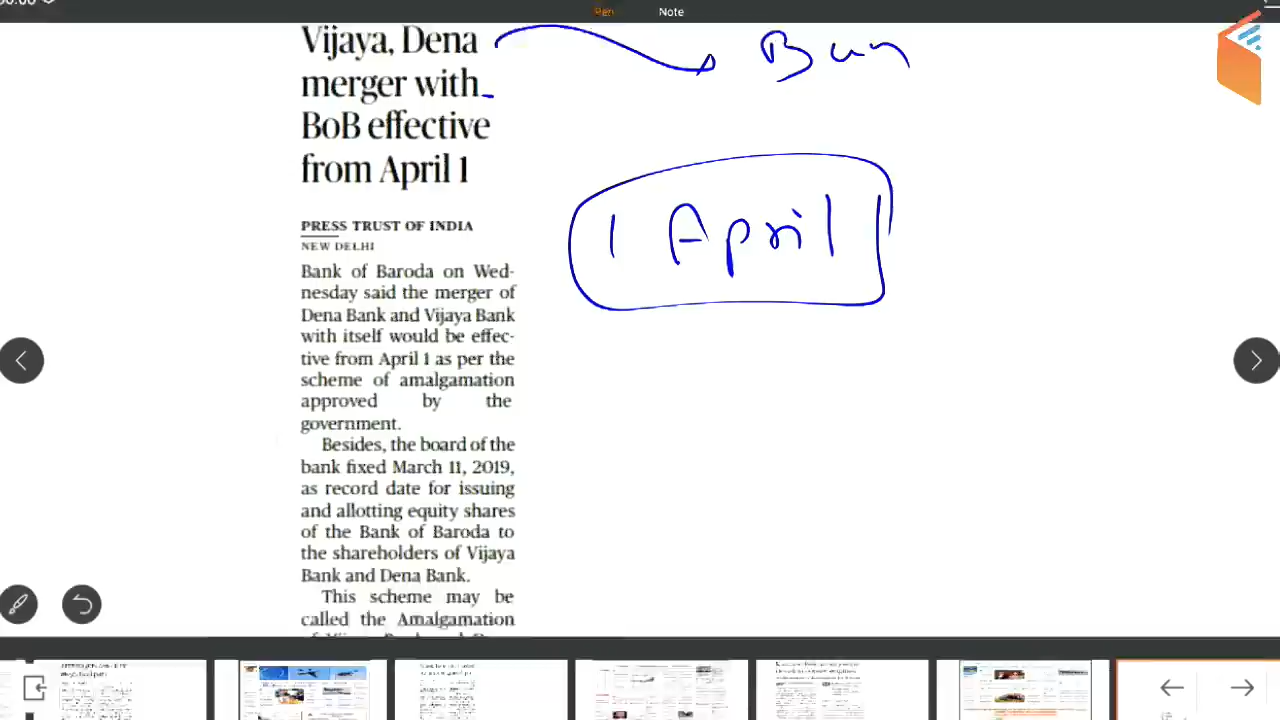 Pen
Note
Vijaya, Dena
merger with
BoB effective
from April 1
1 April
PRESS TRUST OF INDIA
NEW DELHI
Bank of Baroda on Wed-
nesday said the merger of
Dena Bank and Vijaya Bank
with itself would be effec-
tive from April 1 as per the
scheme of amalgamation
approved by the
government.
Besides, the board of the
bank fixed March 11, 2019,
as record date for issuing
and allotting equity shares
of the Bank of Baroda to
the shareholders of Vijaya
Bank and Dena Bank.
This scheme may be
called the Amalgamation